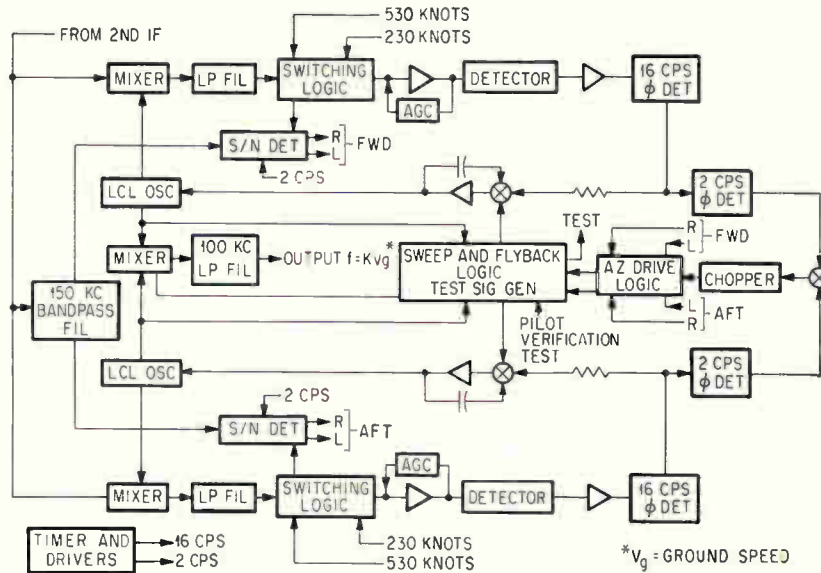 530 KNOTS
FROM 2ND IF
230 KNOTS
MIXER
LP FIL
SWITCHING
LOGIC
DETECTOR
16 CPS
ϕ DET
AGC
S/N DET
R
L
FWD
2 CPS
LCL OSC
2 CPS
ϕ DET
TEST
MIXER
100 KC
LP FIL
OUTPUT f=KVg*
SWEEP AND FLYBACK
LOGIC
TEST SIG GEN
R
L
FWD
AZ DRIVE
LOGIC
CHOPPER
150 KC
BANDPASS
FIL
L
R
AFT
PILOT
VERIFICATION
TEST
LCL OSC
2 CPS
ϕ DET
2 CPS
S/N DET
R
L
AFT
AGC
MIXER
LP FIL
SWITCHING
LOGIC
DETECTOR
16 CPS
ϕ DET
TIMER AND
DRIVERS
16 CPS
2 CPS
230 KNOTS
530 KNOTS
*Vg = GROUND SPEED